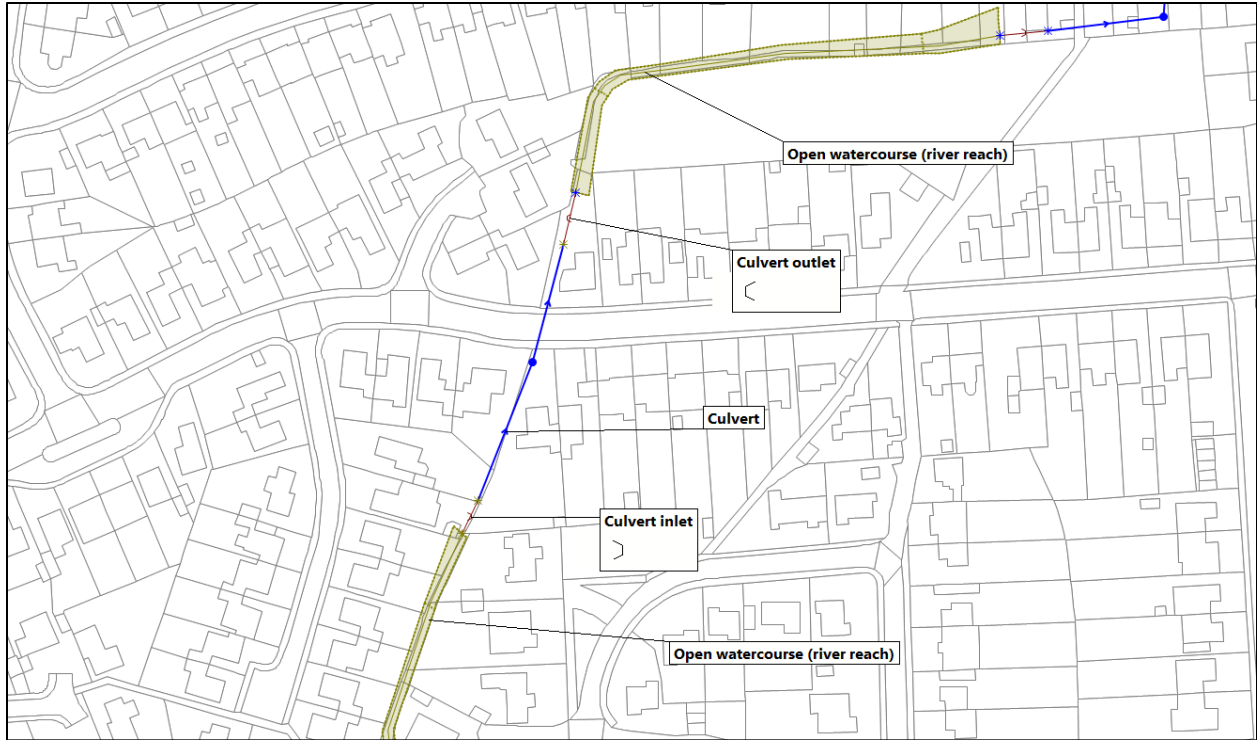 Open watercourse (river reach)
Culvert outlet
Culvert
Culvert inlet
Open watercourse (river reach)